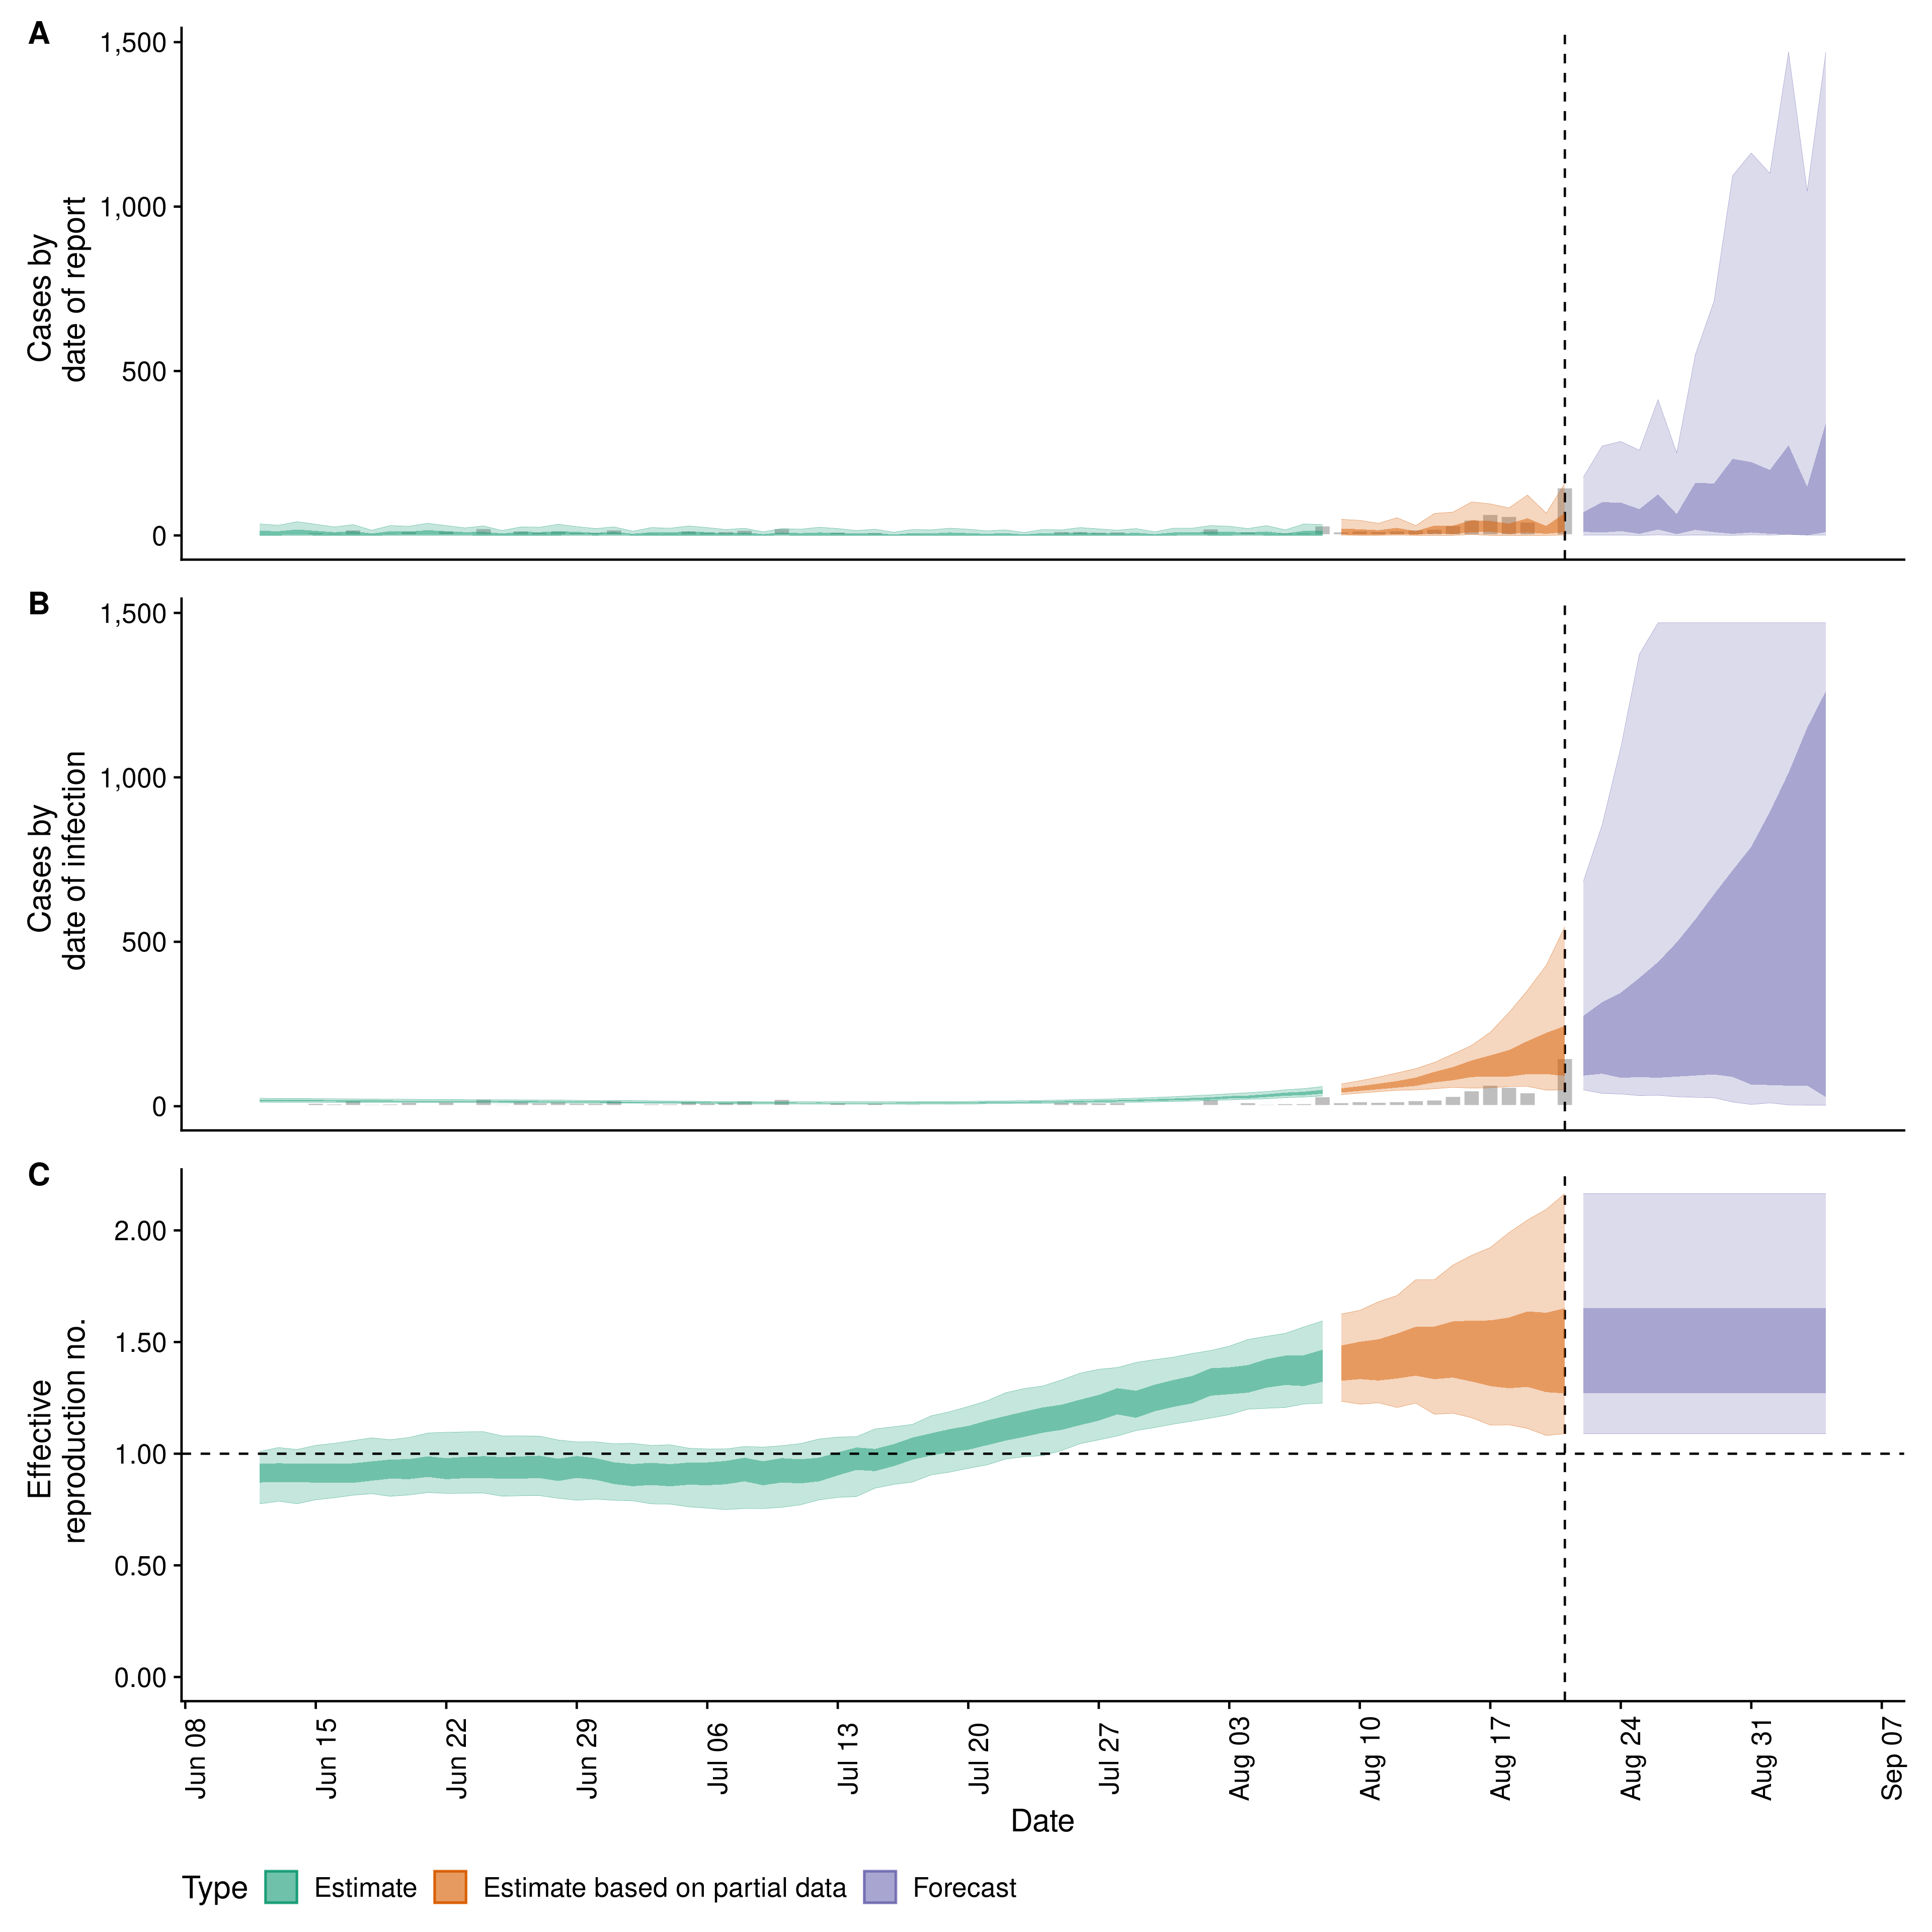 A
1,500
1,000
500
0
Cases by
date of report
B
1,500
1,000
500
0
Cases by
date of infection
C
2.00
1.50
1.00
0.50
0.00
Effective
reproduction no.
Jun 08
Jun 15
Jun 22
Jun 29
Jul 06
Jul 13
Jul 20
Jul 27
Aug 03
Aug 10
Aug 17
Aug 24
Aug 31
Sep 07
Date
Type Estimate Estimate based on partial data Forecast